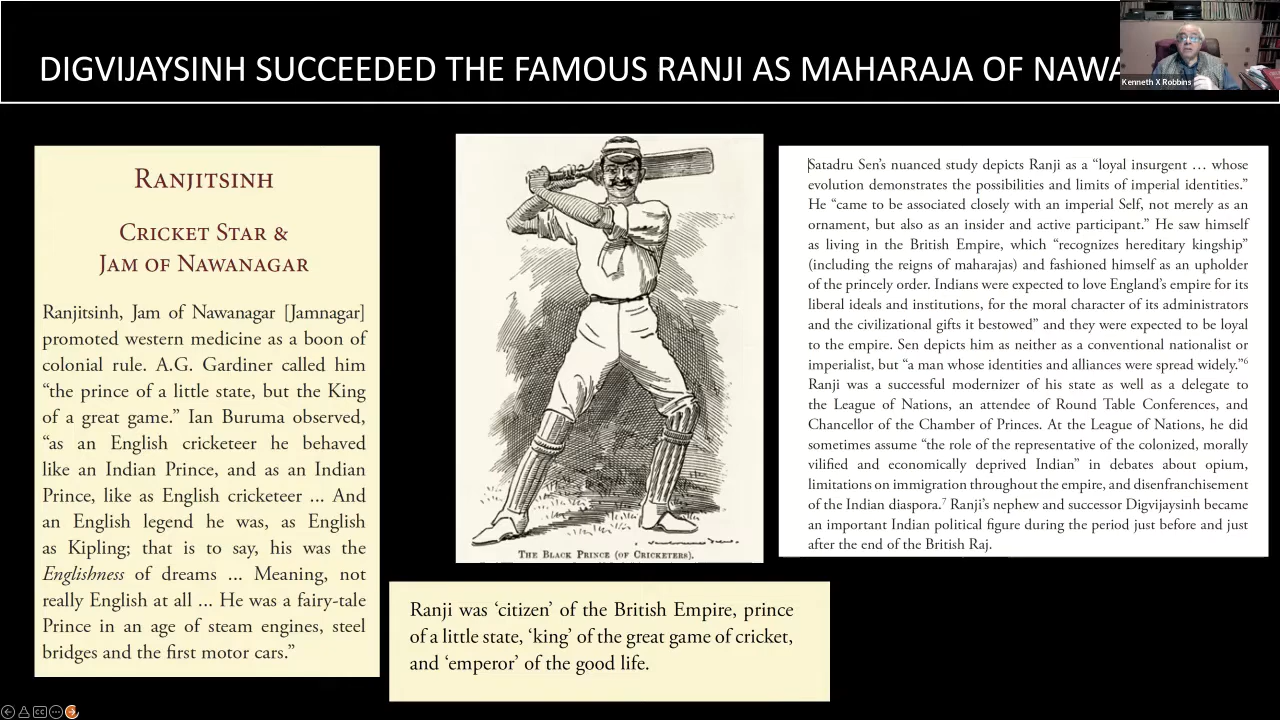 DIGVIJAYSINH SUCCEEDED THE FAMOUS RANJI AS MAHARAJA OF NAWA
Kenneth X Robbins
RANJITSINH
CRICKET STAR &
JAM OF NAWANAGAR
Ranjitsinh, Jam of Nawanagar [Jamnagar]
promoted western medicine as a boon of
colonial rule. A.G. Gardiner called him
“the prince of a little state, but the King
of a great game.” Ian Buruma observed,
“as an English cricketeer he behaved
like an Indian Prince, and as an Indian
Prince, like as English cricketeer ... And
an English legend he was, as English
as Kipling; that is to say, his was the
Englishness of dreams ... Meaning, not
really English at all ... He was a fairy-tale
Prince in an age of steam engines, steel
bridges and the first motor cars.”
THE BLACK PRINCE (OF CRICKETERS).
Ranji was ‘citizen’ of the British Empire, prince
of a little state, ‘king’ of the great game of cricket,
and ‘emperor’ of the good life.
Satadru Sen’s nuanced study depicts Ranji as a “loyal insurgent … whose
evolution demonstrates the possibilities and limits of imperial identities.”
He “came to be associated closely with an imperial Self, not merely as an
ornament, but also as an insider and active participant.” He saw himself
as living in the British Empire, which “recognizes hereditary kingship”
(including the reigns of maharajas) and fashioned himself as an upholder
of the princely order. Indians were expected to love England’s empire for its
liberal ideals and institutions, for the moral character of its administrators
and the civilizational gifts it bestowed” and they were expected to be loyal
to the empire. Sen depicts him as neither as a conventional nationalist or
imperialist, but “a man whose identities and alliances were spread widely.”6
Ranji was a successful modernizer of his state as well as a delegate to
the League of Nations, an attendee of Round Table Conferences, and
Chancellor of the Chamber of Princes. At the League of Nations, he did
sometimes assume “the role of the representative of the colonized, morally
vilified and economically deprived Indian” in debates about opium,
limitations on immigration throughout the empire, and disenfranchisement
of the Indian diaspora.7 Ranji’s nephew and successor Digvijaysinh became
an important Indian political figure during the period just before and just
after the end of the British Raj.
CC